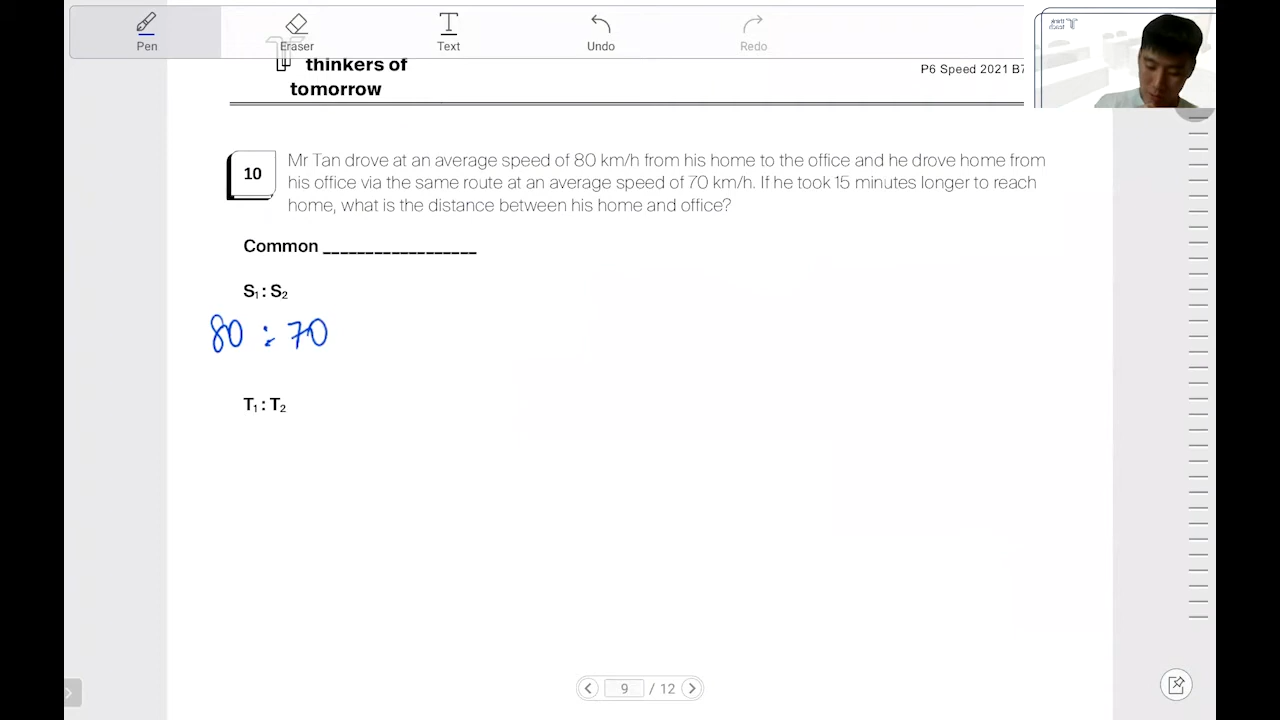 Pen
Eraser
Text
Undo
Redo
thinkers of
tomorrow
P6 Speed 2021 B7
10
Mr Tan drove at an average speed of 80 km/h from his home to the office and he drove home from
his office via the same route at an average speed of 70 km/h. If he took 15 minutes longer to reach
home, what is the distance between his home and office?
Common __________________
S₁ : S₂
80 : 70
T₁ : T₂
9 / 12